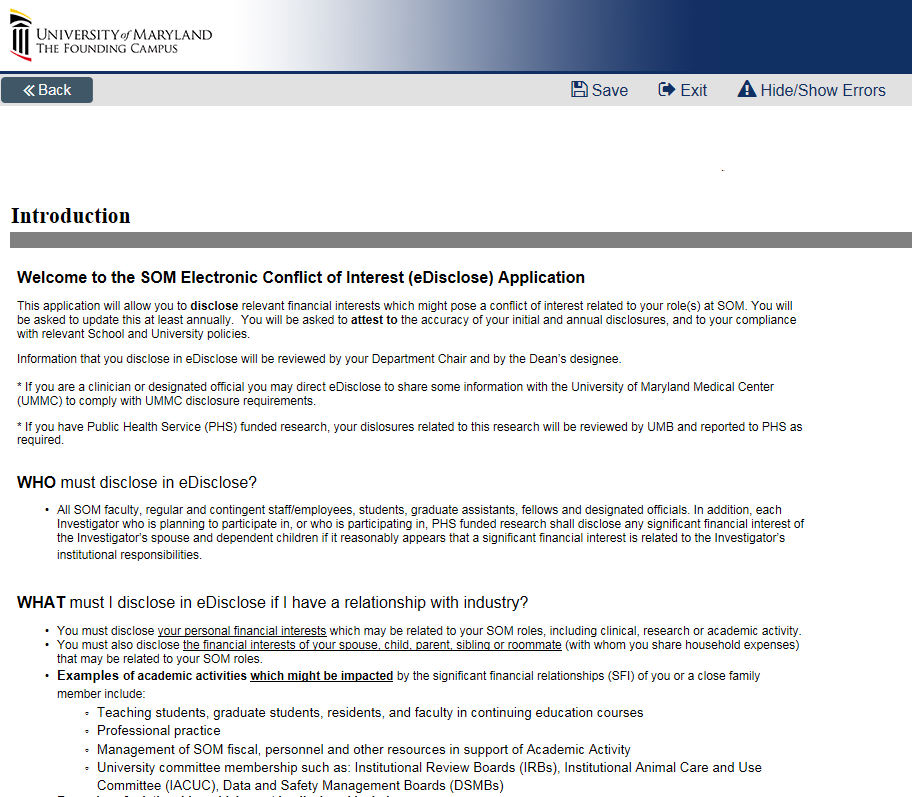 UNIVERSITY of MARYLAND
THE FOUNDING CAMPUS
Back
Save
Exit
Hide/Show Errors
Introduction
Welcome to the SOM Electronic Conflict of Interest (eDisclose) Application
This application will allow you to disclose relevant financial interests which might pose a conflict of interest related to your role(s) at SOM. You will
be asked to update this at least annually. You will be asked to attest to the accuracy of your initial and annual disclosures, and to your compliance
with relevant School and University policies.
Information that you disclose in eDisclose will be reviewed by your Department Chair and by the Dean's designee.
* If you are a clinician or designated official you may direct eDisclose to share some information with the University of Maryland Medical Center
(UMMC) to comply with UMMC disclosure requirements.
* If you have Public Health Service (PHS) funded research, your dislosures related to this research will be reviewed by UMB and reported to PHS as
required.
WHO must disclose in eDisclose?
• All SOM faculty, regular and contingent staff/employees, students, graduate assistants, fellows and designated officials. In addition, each
Investigator who is planning to participate in, or who is participating in, PHS funded research shall disclose any significant financial interest of
the Investigator's spouse and dependent children if it reasonably appears that a significant financial interest is related to the Investigator's
institutional responsibilities.
WHAT must I disclose in eDisclose if I have a relationship with industry?
• You must disclose your personal financial interests which may be related to your SOM roles, including clinical, research or academic activity.
• You must also disclose the financial interests of your spouse, child, parent, sibling or roommate (with whom you share household expenses)
that may be related to your SOM roles.
• Examples of academic activities which might be impacted by the significant financial relationships (SFI) of you or a close family
member include:
◦ Teaching students, graduate students, residents, and faculty in continuing education courses
◦ Professional practice
◦ Management of SOM fiscal, personnel and other resources in support of Academic Activity
◦ University committee membership such as: Institutional Review Boards (IRBs), Institutional Animal Care and Use
Committee (IACUC), Data and Safety Management Boards (DSMBs)